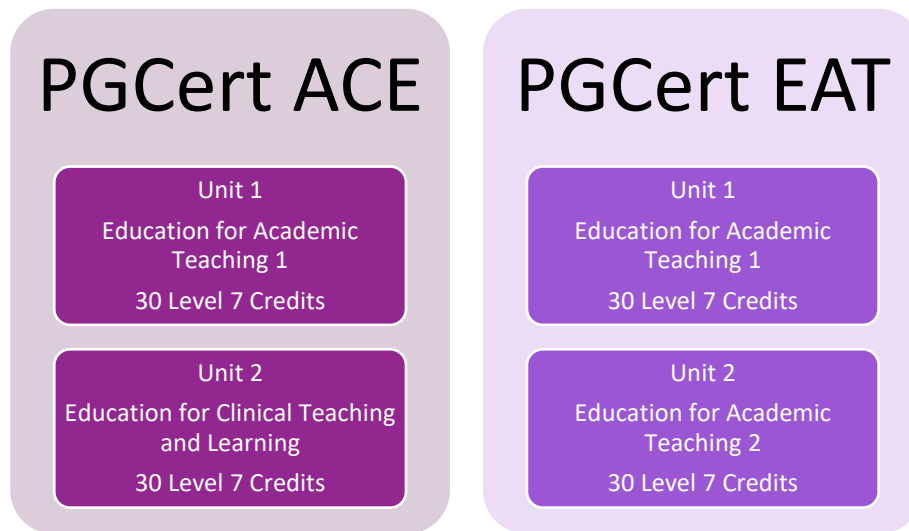 PGCert ACE
Unit 1
Education for Academic
Teaching 1
30 Level 7 Credits
Unit 2
Education for Clinical Teaching
and Learning
30 Level 7 Credits
PGCert EAT
Unit 1
Education for Academic
Teaching 1
30 Level 7 Credits
Unit 2
Education for Academic
Teaching 2
30 Level 7 Credits